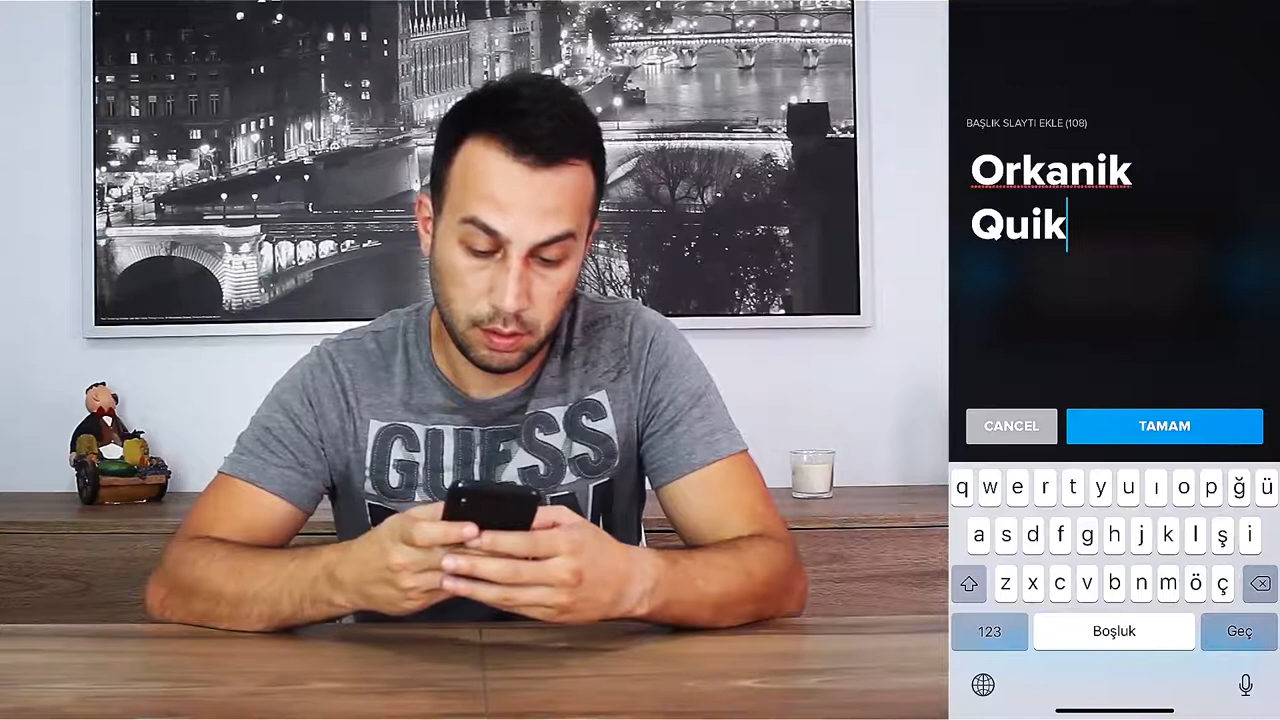 GUESS
BAŞLIK SLAYTI EKLE (108)
Orkanik
Quik
CANCEL
TAMAM
q w e r t y u ı o p ğ ü
a s d f g h j k l ş i
z x c v b n m ö ç
123
Boşluk
Geç